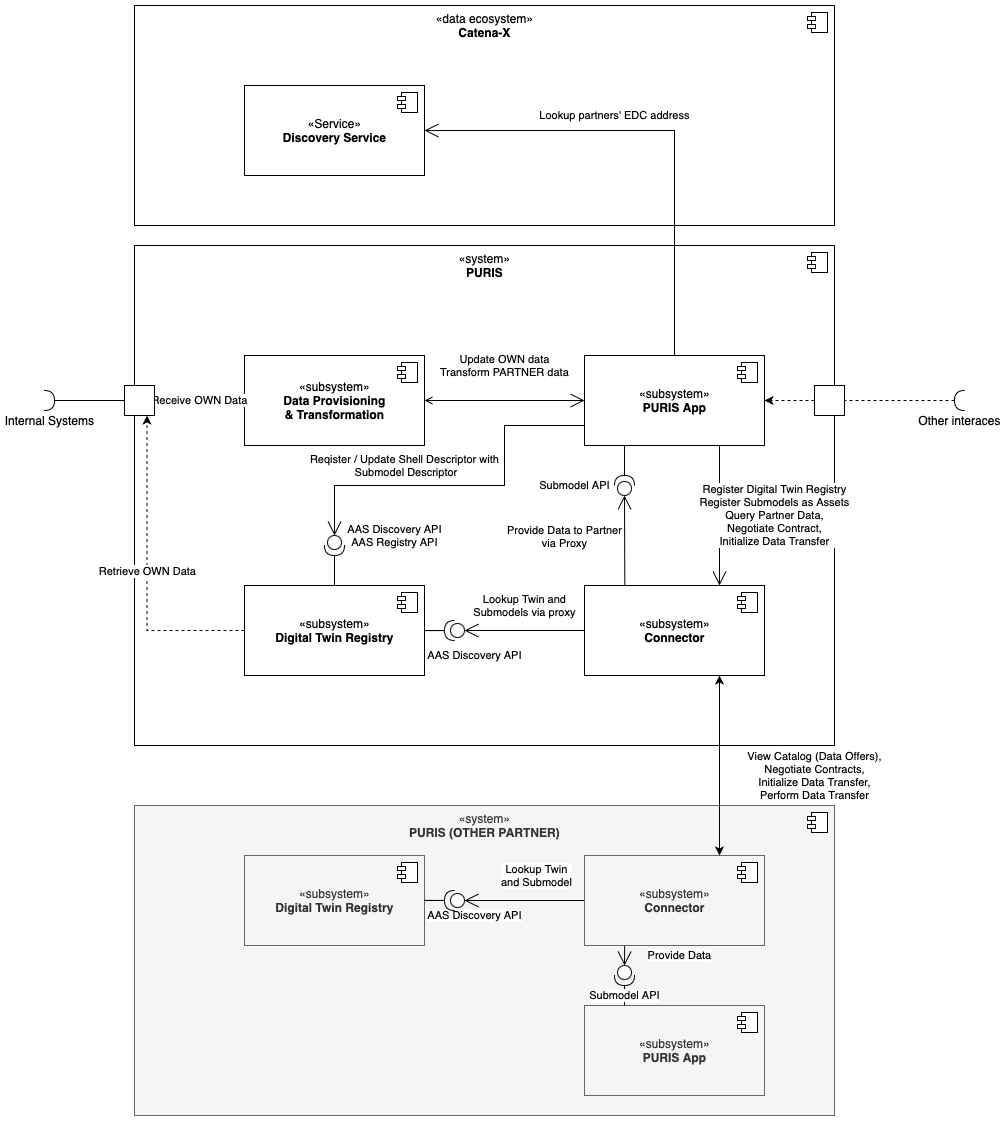 «data ecosystem»
Catena-X
«Service»
Discovery Service
Lookup partners' EDC address
«system»
PURIS
«subsystem»
Data Provisioning
& Transformation
Update OWN data
Transform PARTNER data
«subsystem»
PURIS App
Receive OWN Data
Internal Systems
Other interaces
Register / Update Shell Descriptor with
Submodel Descriptor
Submodel API
Register Digital Twin Registry
Register Submodels as Assets
Query Partner Data,
Negotiate Contract,
Initialize Data Transfer
AAS Discovery API
AAS Registry API
Provide Data to Partner
via Proxy
Retrieve OWN Data
«subsystem»
Digital Twin Registry
Lookup Twin and
Submodels via proxy
AAS Discovery API
«subsystem»
Connector
View Catalog (Data Offers),
Negotiate Contracts,
Initialize Data Transfer,
Perform Data Transfer
«system»
PURIS (OTHER PARTNER)
«subsystem»
Digital Twin Registry
Lookup Twin
and Submodel
AAS Discovery API
«subsystem»
Connector
Provide Data
Submodel API
«subsystem»
PURIS App